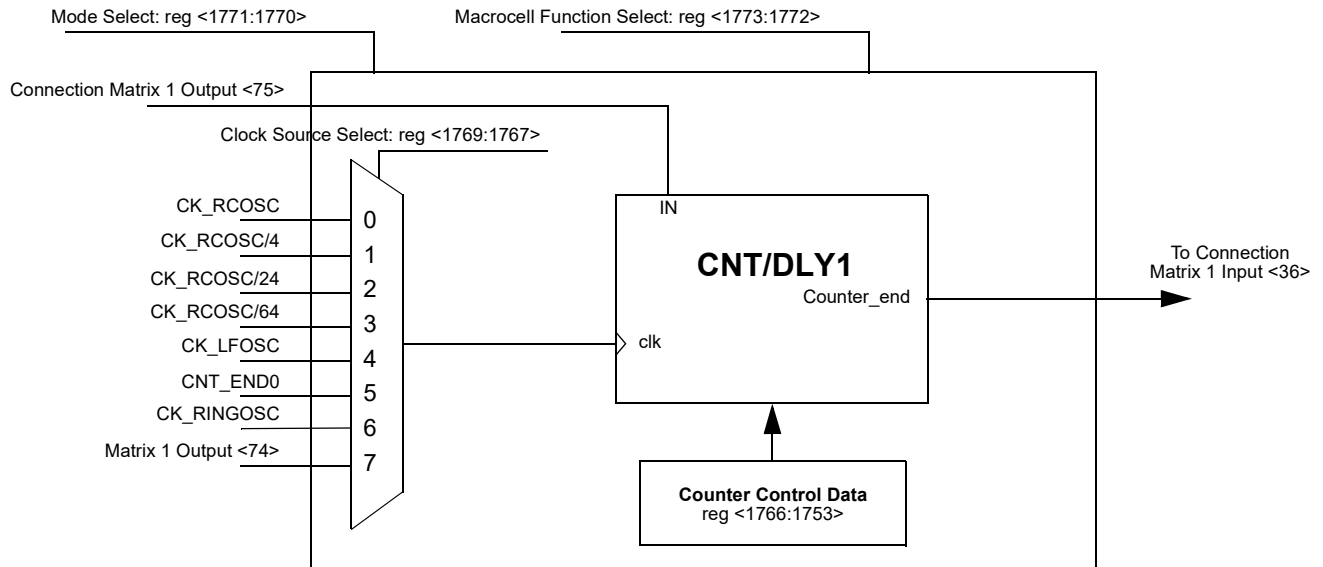 Mode Select: reg <1771:1770>
Macrocell Function Select: reg <1773:1772>
Connection Matrix 1 Output <75>
Clock Source Select: reg <1769:1767>
CK_RCOSC
0
CK_RCOSC/4
1
CK_RCOSC/24
2
CK_RCOSC/64
3
CK_LFOSC
4
CNT_END0
5
CK_RINGOSC
6
Matrix 1 Output <74>
7
IN
CNT/DLY1
Counter_end
clk
To Connection
Matrix 1 Input <36>
Counter Control Data
reg <1766:1753>